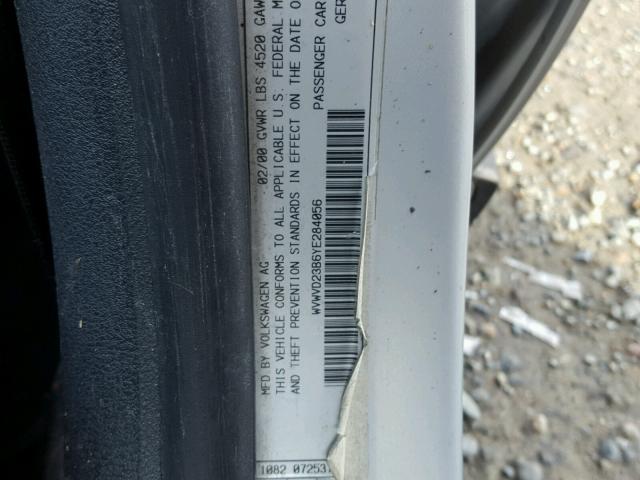 MFD BY VOLKSWAGEN AG 02/00 GVWR LBS 4520 GAW
THIS VEHICLE CONFORMS TO ALL APPLICABLE U.S. FEDERAL M
AND THEFT PREVENTION STANDARDS IN EFFECT ON THE DATE O
WVWVD23B6YE284056 PASSENGER CAR
GER
1082 07253